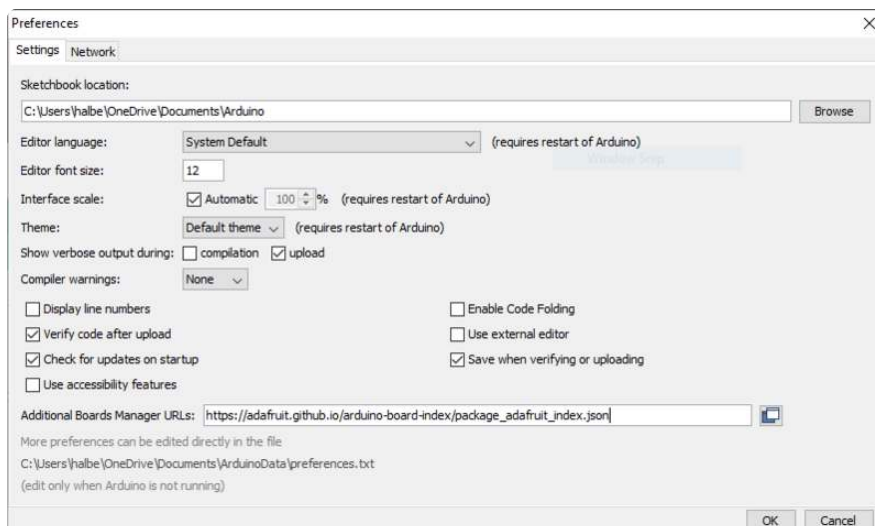 Preferences
Settings Network
Sketchbook location:
C:\Users\halbe\OneDrive\Documents\Arduino Browse
Editor language: System Default (requires restart of Arduino)
Window Snip
Editor font size: 12
Interface scale: Automatic 100 % (requires restart of Arduino)
Theme: Default theme (requires restart of Arduino)
Show verbose output during: compilation upload
Compiler warnings: None
Display line numbers Enable Code Folding
Verify code after upload Use external editor
Check for updates on startup Save when verifying or uploading
Use accessibility features
Additional Boards Manager URLs: https://adafruit.github.io/arduino-board-index/package_adafruit_index.json
More preferences can be edited directly in the file
C:\Users\halbe\OneDrive\Documents\ArduinoData\preferences.txt
(edit only when Arduino is not running)
OK Cancel